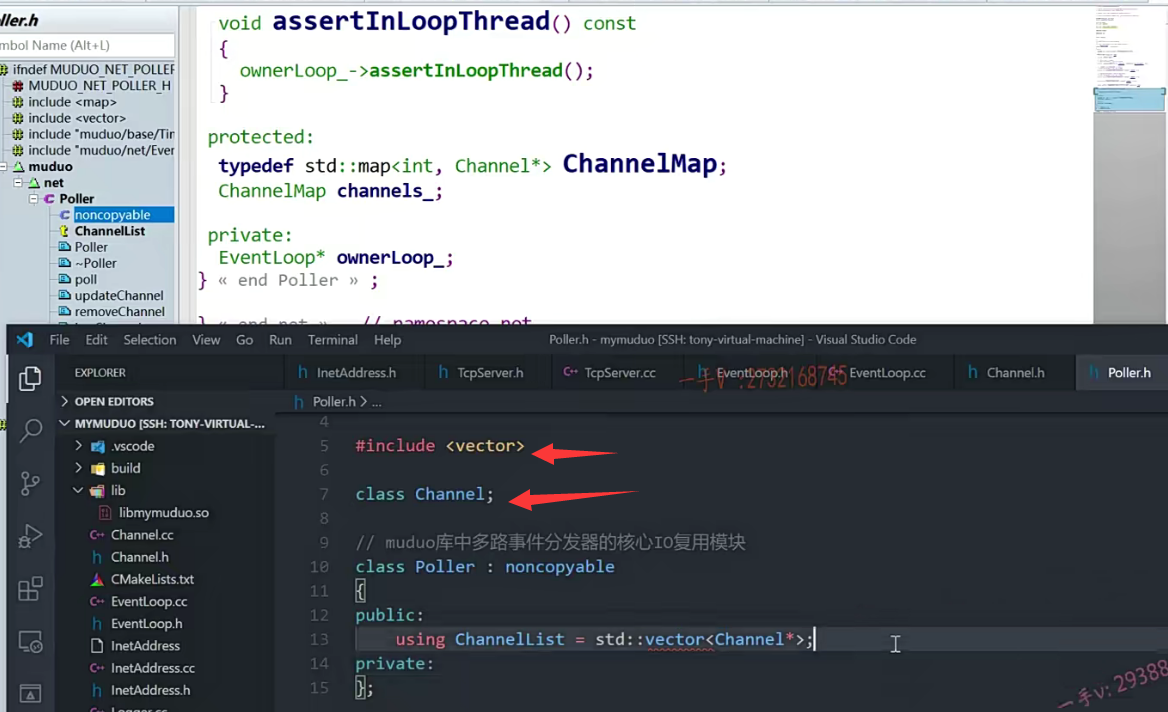 oller.h
mbol Name (Alt+L)
ifndef MUDUO_NET_POLLER
MUDUO_NET_POLLER_H
include <map>
include <vector>
include "muduo/base/Tin
include "muduo/net/Even
muduo
net
Poller
noncopyable
ChannelList
Poller
~Poller
poll
updateChannel
removeChannel
void assertInLoopThread() const
{
ownerLoop_->assertInLoopThread();
}
protected:
typedef std::map<int, Channel*> ChannelMap;
ChannelMap channels_;
private:
EventLoop* ownerLoop_;
} « end Poller » ;
} « end net » // namespace net
File Edit Selection View Go Run Terminal Help
Poller.h - mymuduo [SSH: tony-virtual-machine] - Visual Studio Code
EXPLORER
InetAddress.h TcpServer.h TcpServer.cc EventLoop.h EventLoop.cc Channel.h Poller.h
一手V:2792168745
OPEN EDITORS
MYMUDUO [SSH: TONY-VIRTUAL-...
.vscode
build
lib
libmymuduo.so
Channel.cc
Channel.h
CMakeLists.txt
EventLoop.cc
EventLoop.h
InetAddress
InetAddress.cc
InetAddress.h
Logger.cc
Poller.h > ...
4
5 #include <vector>
6
7 class Channel;
8
9 // muduo库中多路事件分发器的核心IO复用模块
10 class Poller : noncopyable
11 {
12 public:
13 using ChannelList = std::vector<Channel*>;
14 private:
15 };
一手v:29388